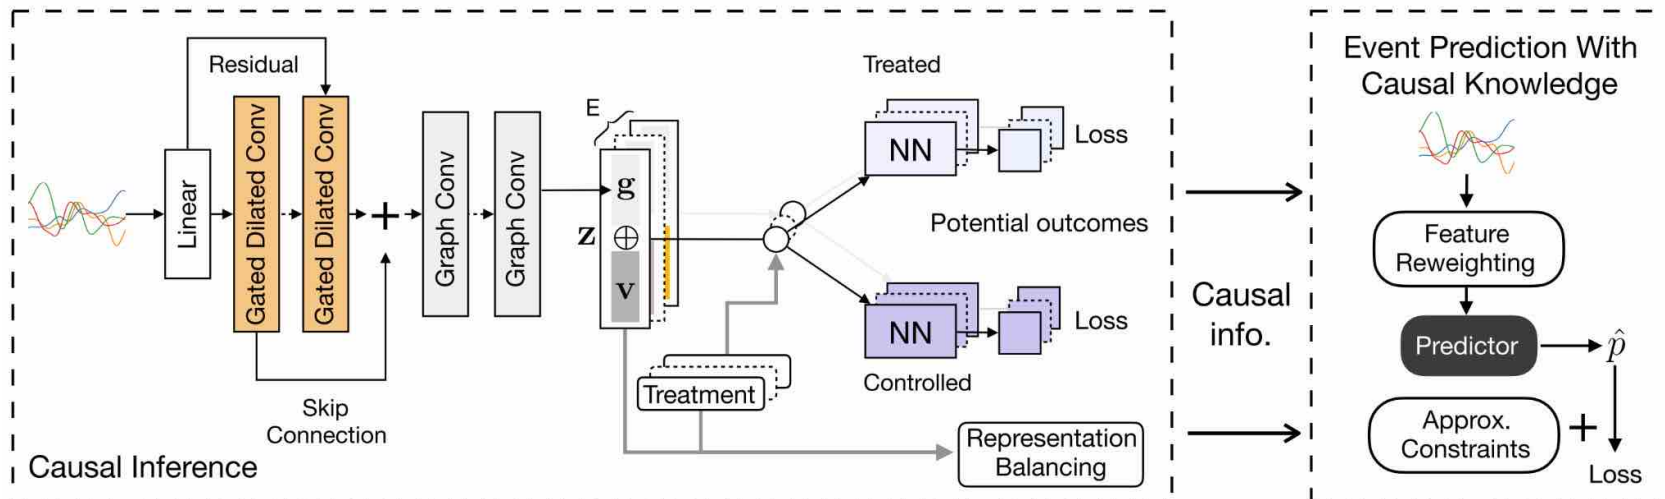 Residual
Linear
Gated Dilated Conv
Gated Dilated Conv
Skip
Connection
Graph Conv
Graph Conv
E
g
z ⊕
v
Treatment
Treated
NN
Loss
Potential outcomes
NN
Loss
Controlled
Representation
Balancing
Causal Inference
Causal
info.
Event Prediction With
Causal Knowledge
Feature
Reweighting
Predictor
p̂
Approx.
Constraints
+
Loss